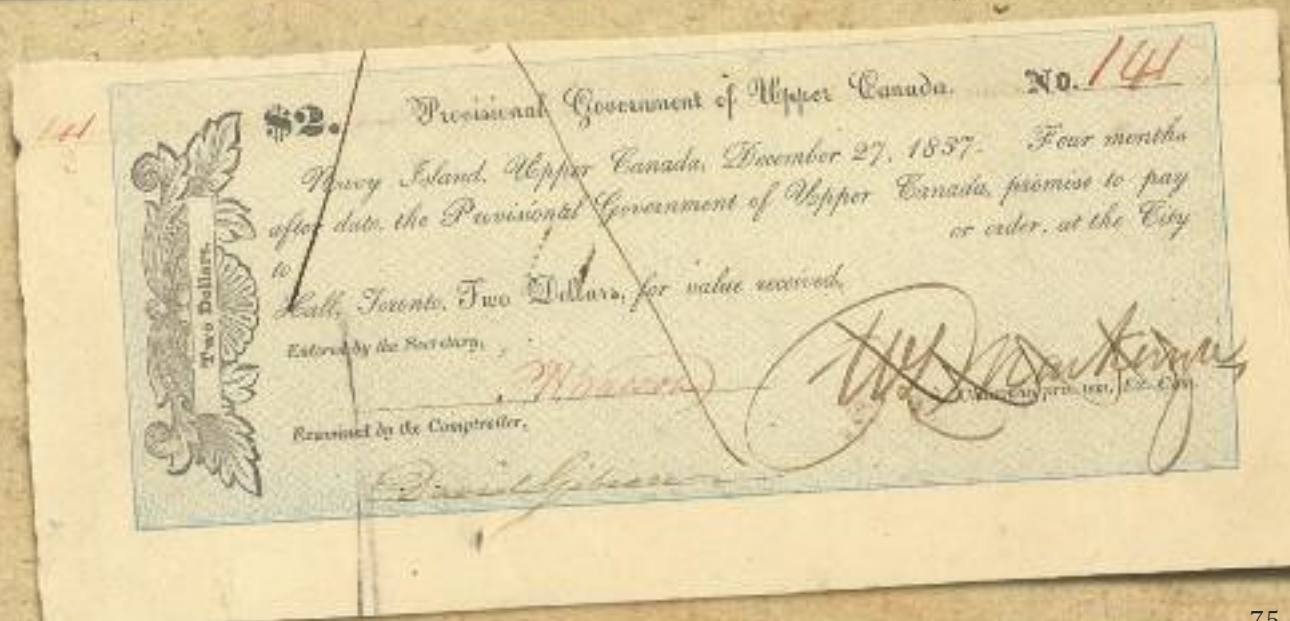 $2. Provisional Government of Upper Canada. No. 141
141
Navy Island, Upper Canada, December 27, 1837. Four months
after date, the Provisional Government of Upper Canada, promise to pay
to or order, at the City
Hall, Toronto, Two Dollars, for value received.
Two Dollars.
Entered by the Secretary,
Examined by the Comptroller,
David Gibson
75